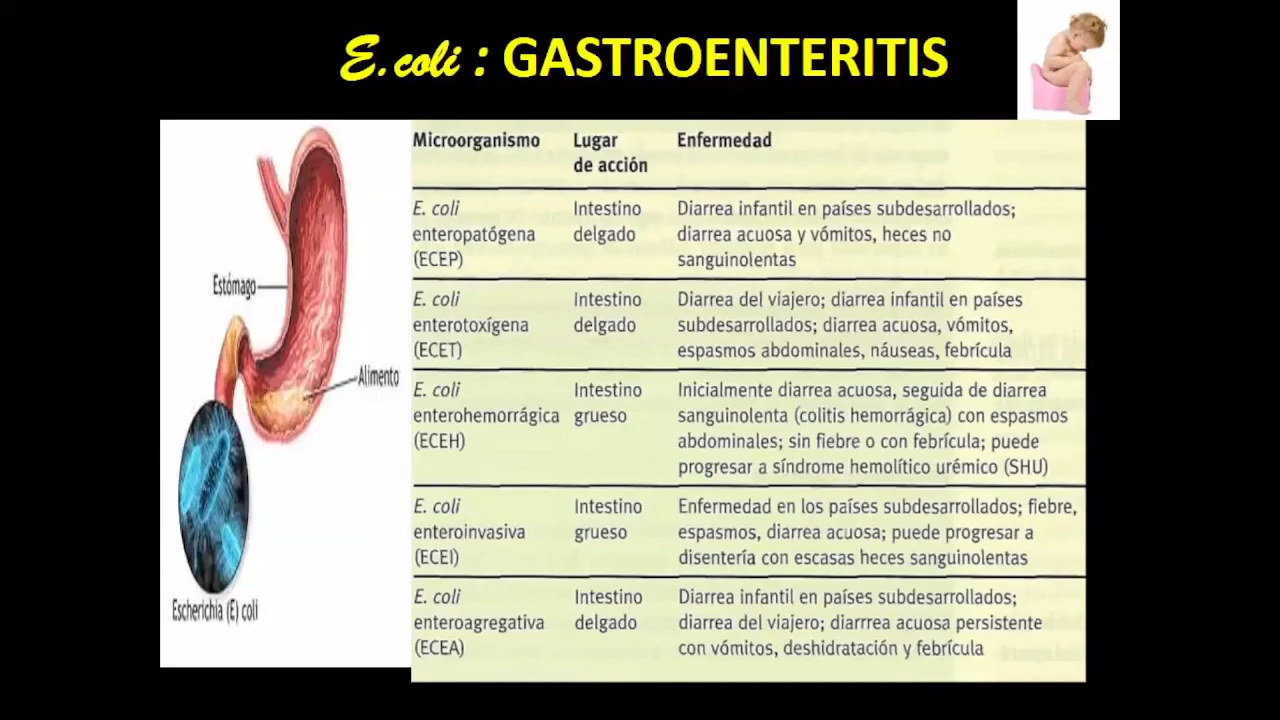 E. coli : GASTROENTERITIS
Estómago
Alimento
Escherichia (E) coli
Microorganismo Lugar de acción Enfermedad
E. coli Intestino Diarrea infantil en países subdesarrollados;
enteropatógena delgado diarrea acuosa y vómitos, heces no
(ECEP) sanguinolentas
E. coli Intestino Diarrea del viajero; diarrea infantil en países
enterotoxígena delgado subdesarrollados; diarrea acuosa, vómitos,
(ECET) espasmos abdominales, náuseas, febrícula
E. coli Intestino Inicialmente diarrea acuosa, seguida de diarrea
enterohemorrágica grueso sanguinolenta (colitis hemorrágica) con espasmos
(ECEH) abdominales; sin fiebre o con febrícula; puede
progresar a síndrome hemolítico urémico (SHU)
E. coli Intestino Enfermedad en los países subdesarrollados; fiebre,
enteroinvasiva grueso espasmos, diarrea acuosa; puede progresar a
(ECEI) disentería con escasas heces sanguinolentas
E. coli Intestino Diarrea infantil en países subdesarrollados;
enteroagregativa delgado diarrea del viajero; diarrrea acuosa persistente
(ECEA) con vómitos, deshidratación y febrícula